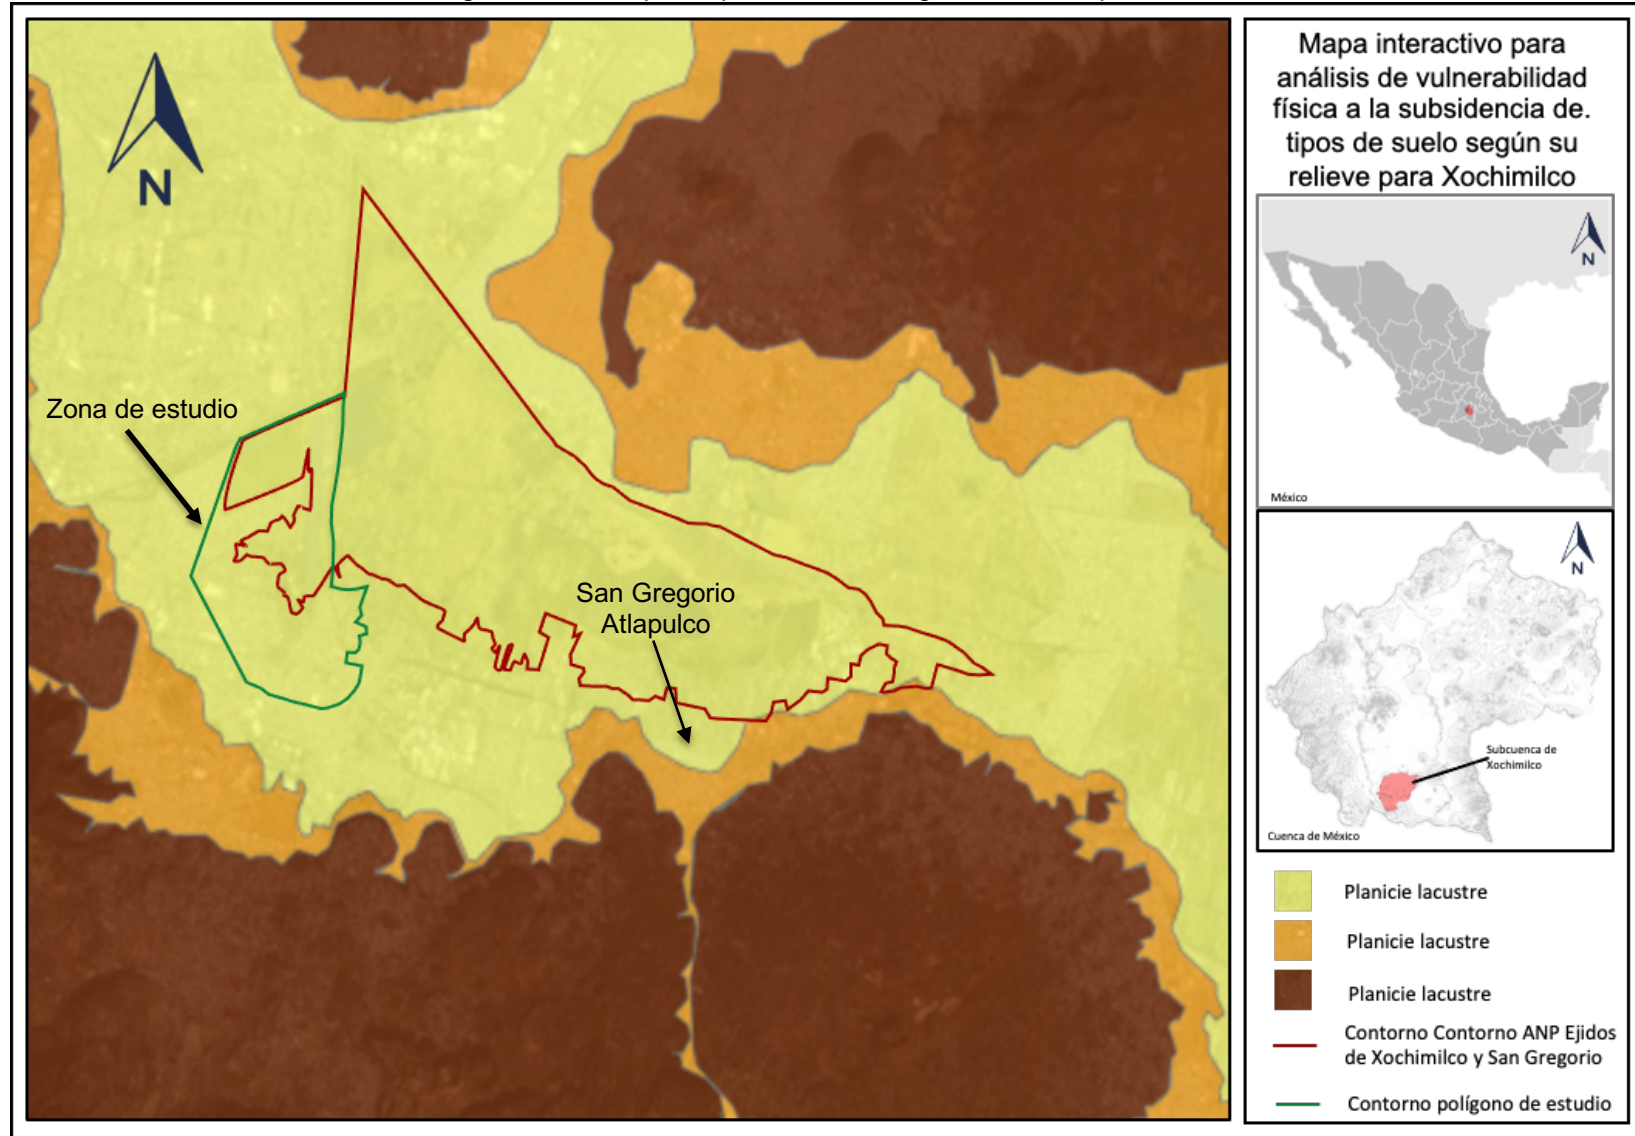 N
Zona de estudio
San Gregorio
Atlapulco
Mapa interactivo para
análisis de vulnerabilidad
física a la subsidencia de.
tipos de suelo según su
relieve para Xochimilco
N
México
N
Subcuenca de
Xochimilco
Cuenca de México
Planicie lacustre
Planicie lacustre
Planicie lacustre
Contorno Contorno ANP Ejidos
de Xochimilco y San Gregorio
Contorno polígono de estudio